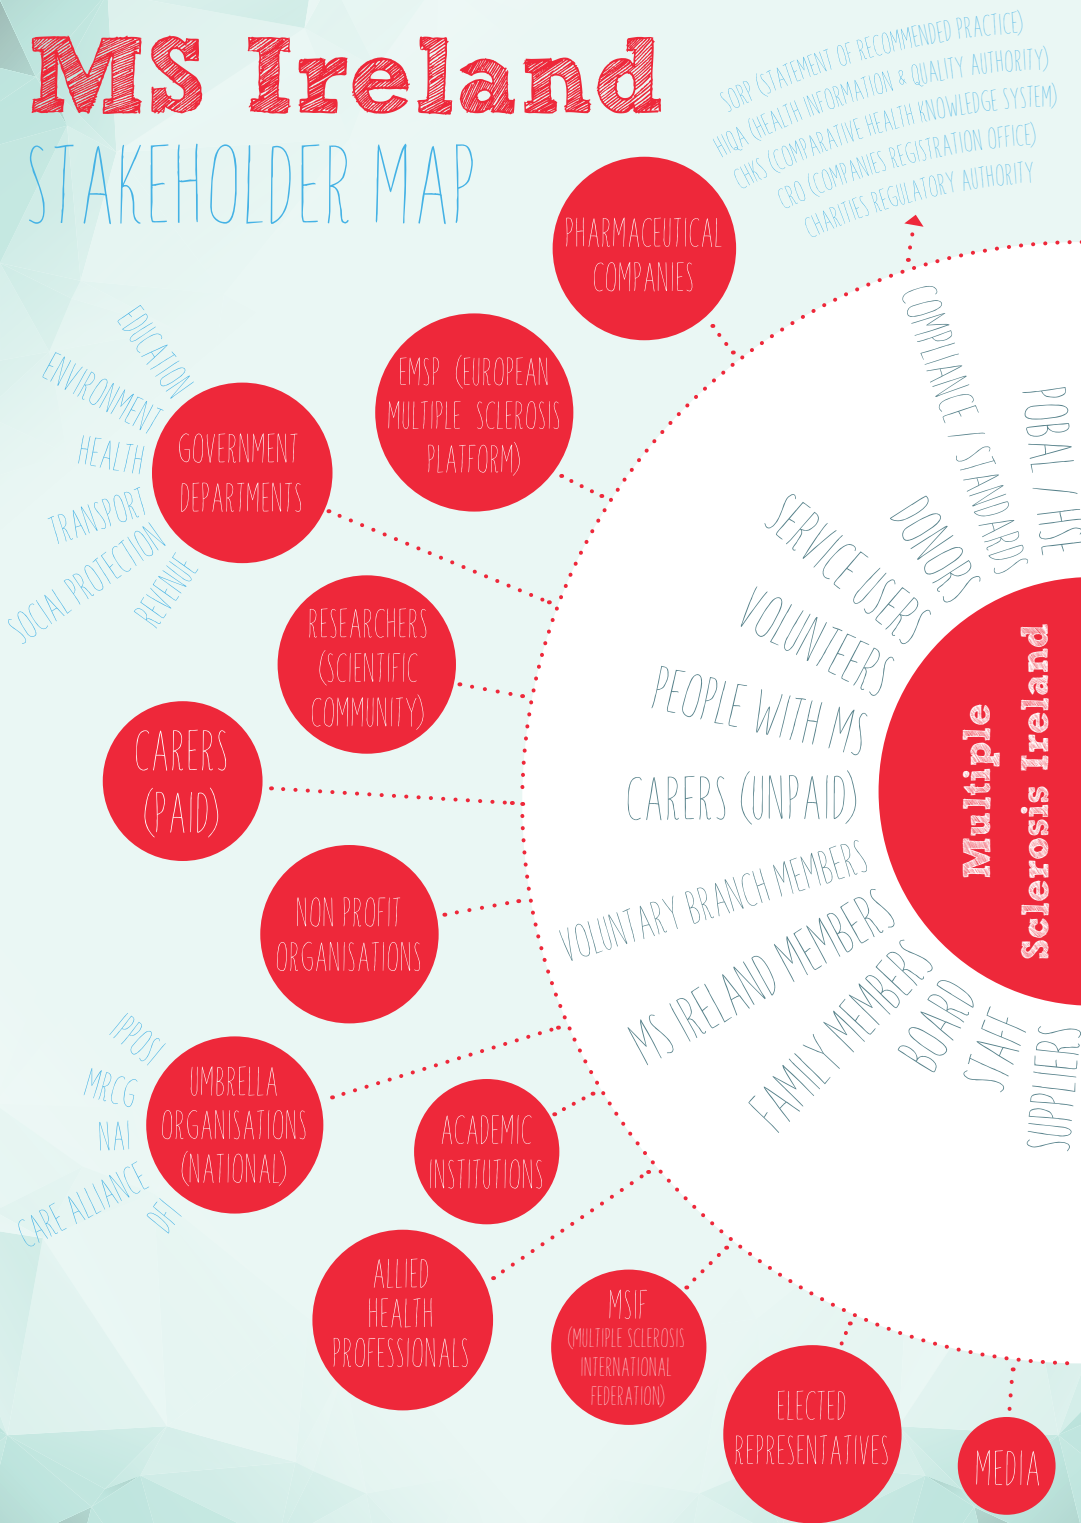 MS Ireland
STAKEHOLDER MAP
SORP (STATEMENT OF RECOMMENDED PRACTICE)
HIQA (HEALTH INFORMATION & QUALITY AUTHORITY)
CHKS (COMPARATIVE HEALTH KNOWLEDGE SYSTEM)
CRO (COMPANIES REGISTRATION OFFICE)
CHARITIES REGULATORY AUTHORITY
PHARMACEUTICAL
COMPANIES
EMSP (EUROPEAN
MULTIPLE SCLEROSIS
PLATFORM)
EDUCATION
ENVIRONMENT
HEALTH
TRANSPORT
SOCIAL PROTECTION
REVENUE
GOVERNMENT
DEPARTMENTS
RESEARCHERS
(SCIENTIFIC
COMMUNITY)
CARERS
(PAID)
NON PROFIT
ORGANISATIONS
IPPOSI
MRCG
NAI
CARE ALLIANCE
DFI
UMBRELLA
ORGANISATIONS
(NATIONAL)
ACADEMIC
INSTITUTIONS
ALLIED
HEALTH
PROFESSIONALS
MSIF
(MULTIPLE SCLEROSIS
INTERNATIONAL
FEDERATION)
ELECTED
REPRESENTATIVES
MEDIA
POBAL / HSE
COMPLIANCE / STANDARDS
DONORS
SERVICE USERS
VOLUNTEERS
PEOPLE WITH MS
CARERS (UNPAID)
VOLUNTARY BRANCH MEMBERS
MS IRELAND MEMBERS
FAMILY MEMBERS
BOARD
STAFF
SUPPLIERS
Multiple
Sclerosis Ireland